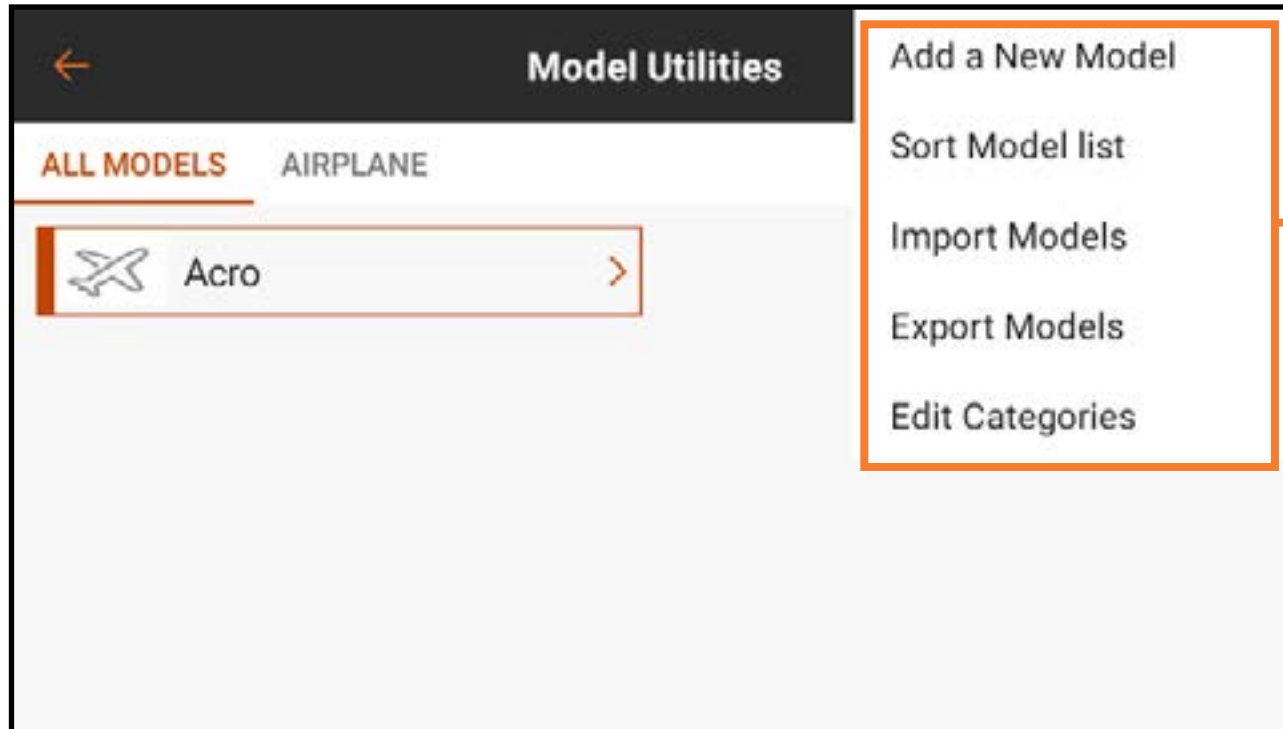 Model Utilities
ALL MODELS AIRPLANE
Acro
Add a New Model
Sort Model list
Import Models
Export Models
Edit Categories